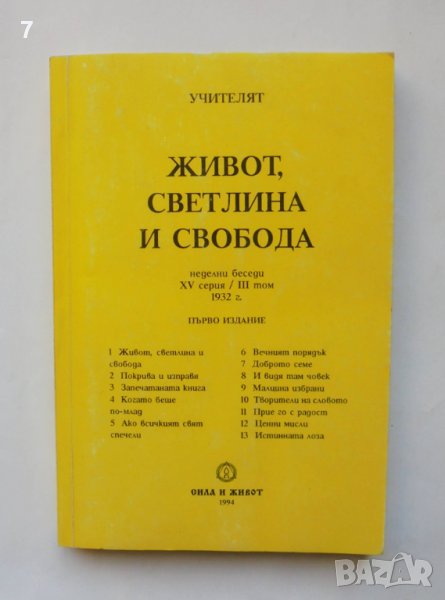 7
УЧИТЕЛЯТ
ЖИВОТ,
СВЕТЛИНА
И СВОБОДА
неделни беседи
XV серия / III том
1932 г.
ПЪРВО ИЗДАНИЕ
1 Живот, светлина и
свобода
2 Покрива и изправя
3 Запечатаната книга
4 Когато беше
по-млад
5 Ако всичкият свят
спечели
6 Вечният порядък
7 Доброто семе
8 И видя там човек
9 Малцина избрани
10 Творители на словото
11 Прие го с радост
12 Ценни мисли
13 Истинната лоза
СИЛА И ЖИВОТ
1994
BAZAR